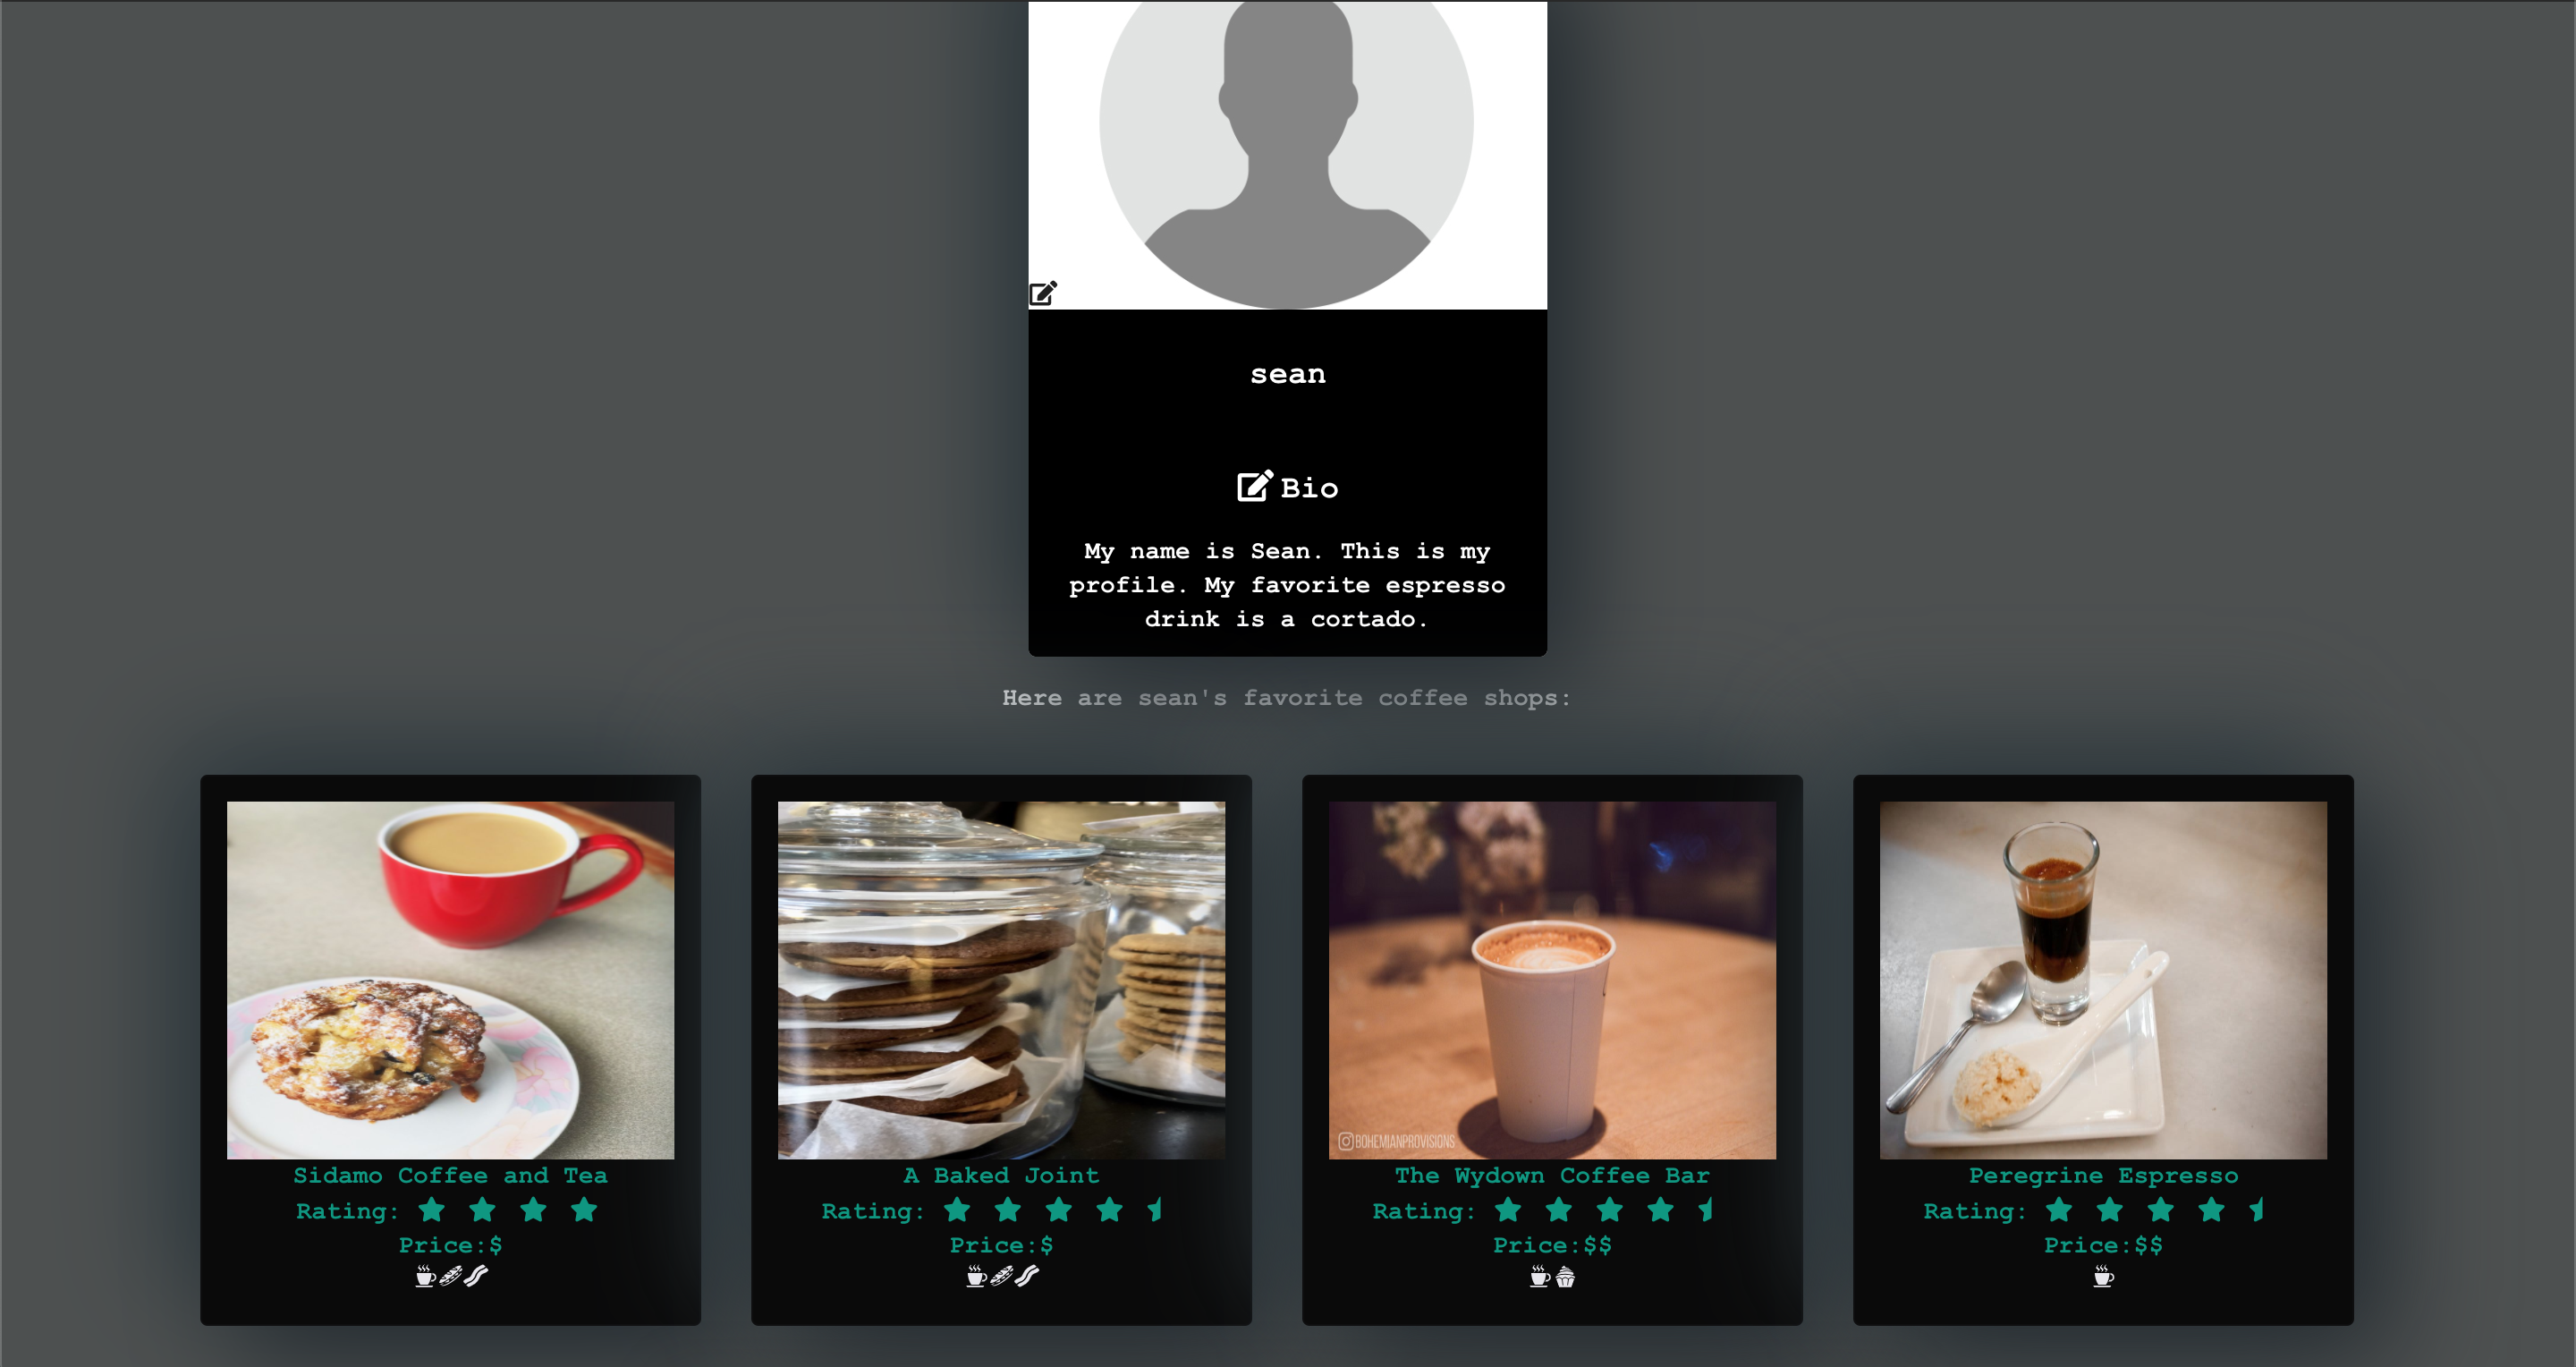 sean
Bio
My name is Sean. This is my
profile. My favorite espresso
drink is a cortado.
Here are sean's favorite coffee shops:
BOHEMIANPROVISIONS
Sidamo Coffee and Tea
Rating:
Price:$
A Baked Joint
Rating:
Price:$
The Wydown Coffee Bar
Rating:
Price:$$
Peregrine Espresso
Rating:
Price:$$